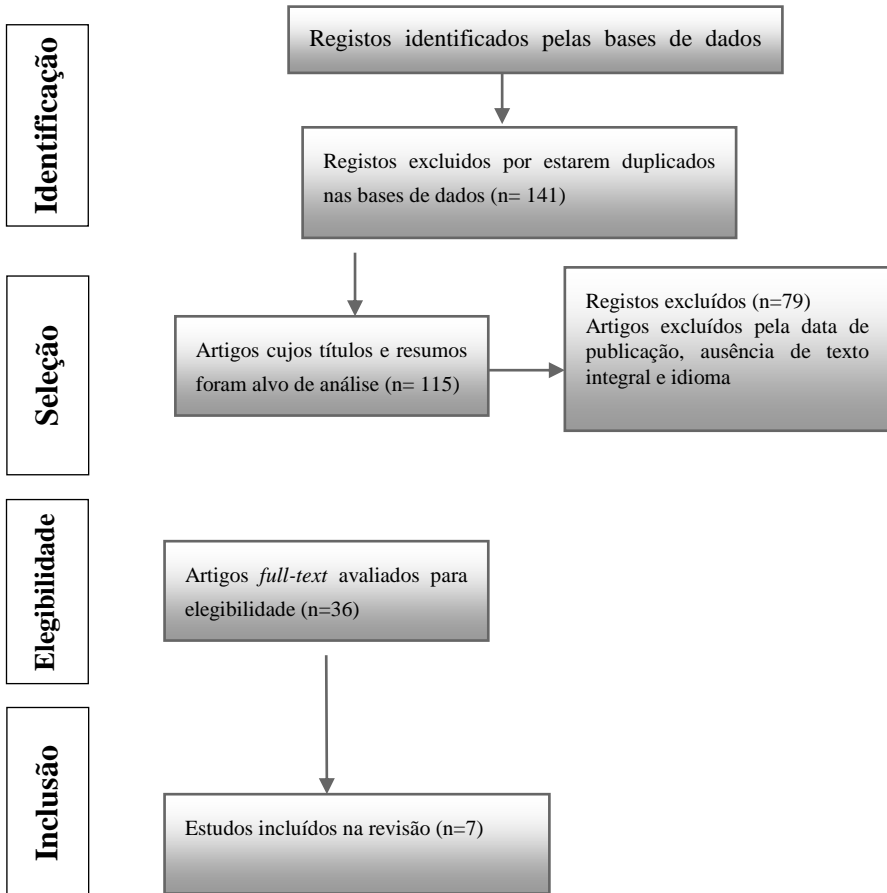 Identificação
Registos identificados pelas bases de dados
Registos excluidos por estarem duplicados
nas bases de dados (n= 141)
Seleção
Artigos cujos títulos e resumos
foram alvo de análise (n= 115)
Registos excluídos (n=79)
Artigos excluídos pela data de
publicação, ausência de texto
integral e idioma
Elegibilidade
Artigos full-text avaliados para
elegibilidade (n=36)
Inclusão
Estudos incluídos na revisão (n=7)